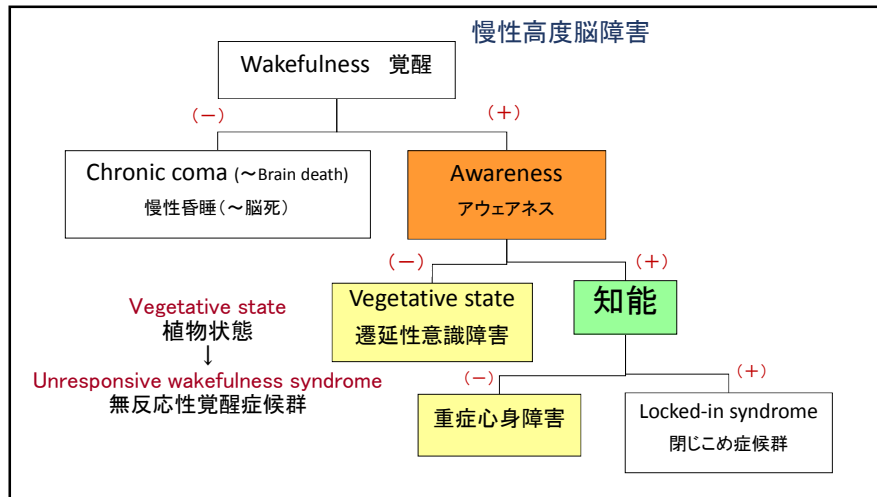 慢性高度脳障害
Wakefulness 覚醒
(－)
(＋)
Chronic coma (～Brain death)
慢性昏睡(～脳死)
Awareness
アウェアネス
(－)
(＋)
Vegetative state
遷延性意識障害
知能
Vegetative state
植物状態
↓
Unresponsive wakefulness syndrome
無反応性覚醒症候群
(－)
(＋)
重症心身障害
Locked-in syndrome
閉じこめ症候群